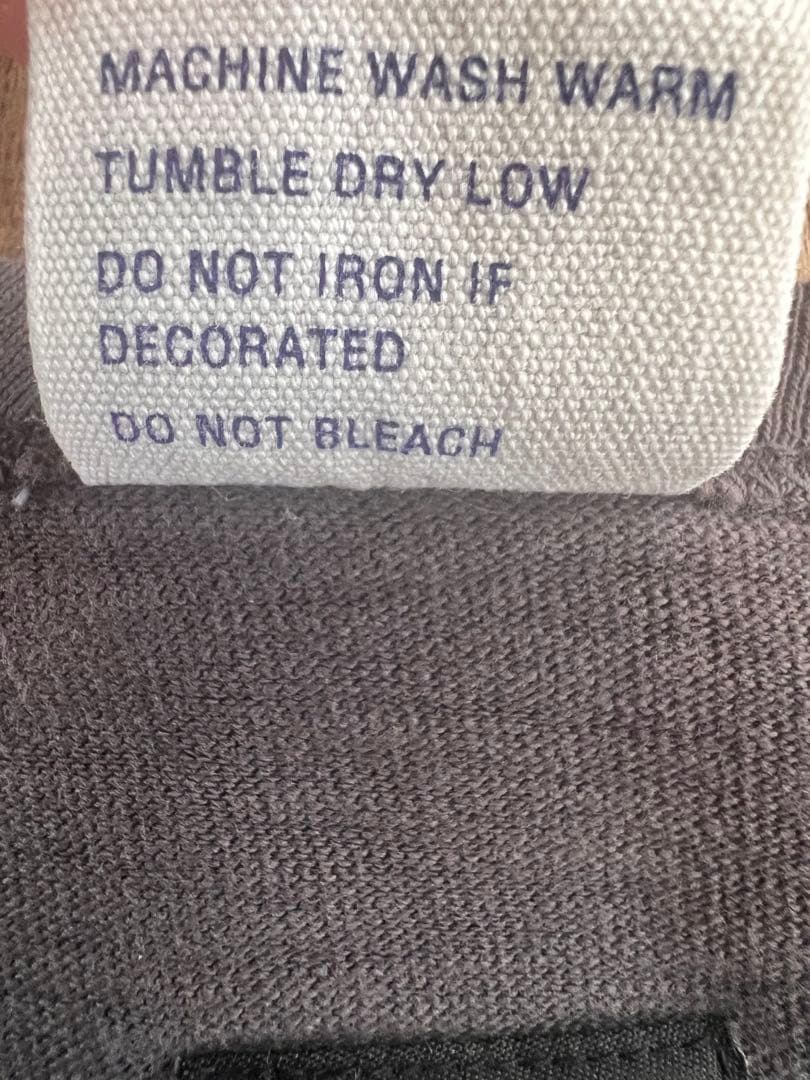 MACHINE WASH WARM
TUMBLE DRY LOW
DO NOT IRON IF
DECORATED
DO NOT BLEACH